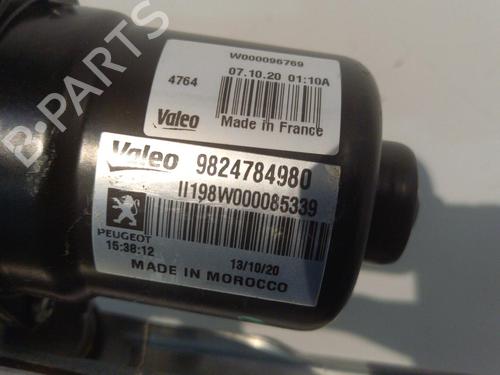 B-PARTS
W000096769
4764 07.10.20 01:10A
Valeo Made in France
Valeo 9824784980
II198W000085339
PEUGEOT
15:38:12 13/10/20
MADE IN MOROCCO